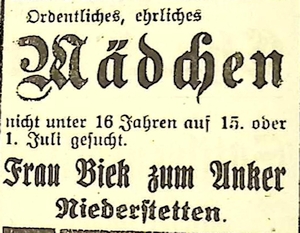 Ordentliches, ehrliches
Mädchen
nicht unter 16 Jahren auf 15. oder
1. Juli gesucht.
Frau Biek zum Anker
Niederstetten.